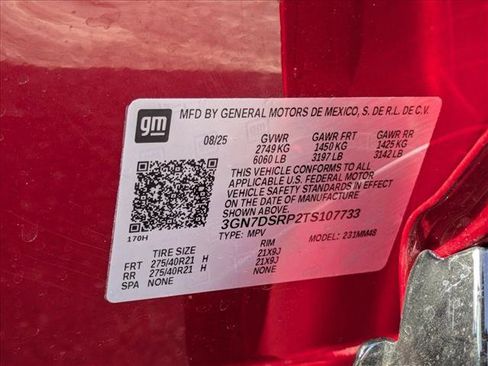 gm
MFD BY GENERAL MOTORS DE MEXICO, S. DE R.L. DE C.V.
08/25 GVWR GAWR FRT GAWR RR
2749 KG 1450 KG 1425 KG
6060 LB 3197 LB 3142 LB
THIS VEHICLE CONFORMS TO ALL
APPLICABLE U.S. FEDERAL MOTOR
VEHICLE SAFETY STANDARDS IN EFFECT
ON THE DATE OF MANUFACTURE
SHOWN ABOVE.
3GN7DSRP2TS107733
170H TYPE: MPV MODEL: 231MM48
TIRE SIZE RIM
FRT 275/40R21 H 21X9J
RR 275/40R21 H 21X9J
SPA NONE NONE